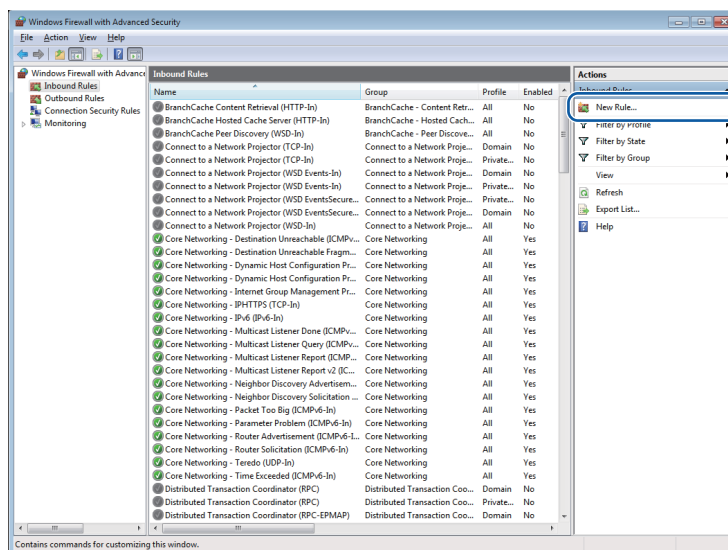 Windows Firewall with Advanced Security
File Action View Help
Windows Firewall with Advance
Inbound Rules
Outbound Rules
Connection Security Rules
Monitoring
Inbound Rules
Name Group Profile Enabled
BranchCache Content Retrieval (HTTP-In) BranchCache - Content Retr... All No
BranchCache Hosted Cache Server (HTTP-In) BranchCache - Hosted Cach... All No
BranchCache Peer Discovery (WSD-In) BranchCache - Peer Discove... All No
Connect to a Network Projector (TCP-In) Connect to a Network Proje... Domain No
Connect to a Network Projector (TCP-In) Connect to a Network Proje... Private... No
Connect to a Network Projector (WSD Events-In) Connect to a Network Proje... Domain No
Connect to a Network Projector (WSD Events-In) Connect to a Network Proje... Private... No
Connect to a Network Projector (WSD EventsSecure... Connect to a Network Proje... Private... No
Connect to a Network Projector (WSD EventsSecure... Connect to a Network Proje... Domain No
Connect to a Network Projector (WSD-In) Connect to a Network Proje... All No
Core Networking - Destination Unreachable (ICMPv... Core Networking All Yes
Core Networking - Destination Unreachable Fragm... Core Networking All Yes
Core Networking - Dynamic Host Configuration Pr... Core Networking All Yes
Core Networking - Dynamic Host Configuration Pr... Core Networking All Yes
Core Networking - Internet Group Management Pr... Core Networking All Yes
Core Networking - IPHTTPS (TCP-In) Core Networking All Yes
Core Networking - IPv6 (IPv6-In) Core Networking All Yes
Core Networking - Multicast Listener Done (ICMPv... Core Networking All Yes
Core Networking - Multicast Listener Query (ICMPv... Core Networking All Yes
Core Networking - Multicast Listener Report (ICMP... Core Networking All Yes
Core Networking - Multicast Listener Report v2 (IC... Core Networking All Yes
Core Networking - Neighbor Discovery Advertisem... Core Networking All Yes
Core Networking - Neighbor Discovery Solicitation ... Core Networking All Yes
Core Networking - Packet Too Big (ICMPv6-In) Core Networking All Yes
Core Networking - Parameter Problem (ICMPv6-In) Core Networking All Yes
Core Networking - Router Advertisement (ICMPv6-I... Core Networking All Yes
Core Networking - Router Solicitation (ICMPv6-In) Core Networking All Yes
Core Networking - Teredo (UDP-In) Core Networking All Yes
Core Networking - Time Exceeded (ICMPv6-In) Core Networking All Yes
Distributed Transaction Coordinator (RPC) Distributed Transaction Coo... Domain No
Distributed Transaction Coordinator (RPC) Distributed Transaction Coo... Private... No
Distributed Transaction Coordinator (RPC-EPMAP) Distributed Transaction Coo... Domain No
Actions
Inbound Rules
New Rule...
Filter by Profile
Filter by State
Filter by Group
View
Refresh
Export List...
Help
Contains commands for customizing this window.